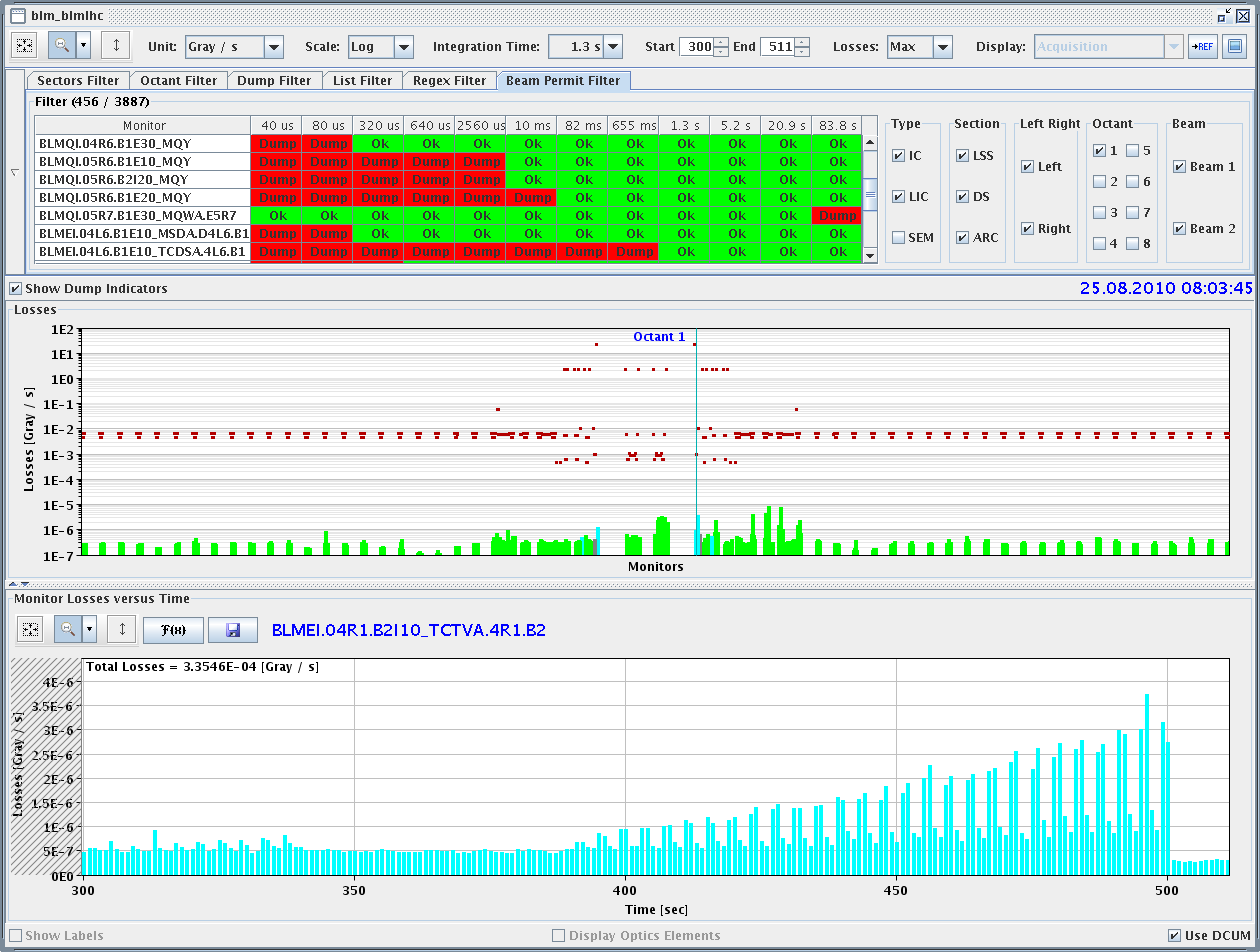 blm_blmlhc
Unit: Gray / s Scale: Log Integration Time: 1.3 s Start 300 End 511 Losses: Max Display: Acquisition →REF
Sectors Filter Octant Filter Dump Filter List Filter Regex Filter Beam Permit Filter
Filter (456 / 3887)
Monitor 40 us 80 us 320 us 640 us 2560 us 10 ms 82 ms 655 ms 1.3 s 5.2 s 20.9 s 83.8 s
BLMQI.04R6.B1E30_MQY Dump Dump Ok Ok Ok Ok Ok Ok Ok Ok Ok Ok
BLMQI.05R6.B1E10_MQY Dump Dump Dump Dump Dump Ok Ok Ok Ok Ok Ok Ok
BLMQI.05R6.B2I20_MQY Dump Dump Dump Dump Dump Ok Ok Ok Ok Ok Ok Ok
BLMQI.05R6.B1E20_MQY Dump Dump Dump Dump Dump Dump Ok Ok Ok Ok Ok Ok
BLMQI.05R7.B1E30_MQWA.E5R7 Ok Ok Ok Ok Ok Ok Ok Ok Ok Ok Ok Dump
BLMEI.04L6.B1E10_MSDA.D4L6.B1 Dump Dump Ok Ok Ok Ok Ok Ok Ok Ok Ok Ok
BLMEI.04L6.B1E10_TCDSA.4L6.B1 Dump Dump Dump Dump Dump Dump Dump Dump Ok Ok Ok Ok
Type Section Left Right Octant Beam
IC LSS Left 1 5 Beam 1
LIC DS 2 6
3 7
SEM ARC Right 4 8 Beam 2
Show Dump Indicators 25.08.2010 08:03:45
Losses
Octant 1
Losses [Gray / s]
1E2
1E1
1E0
1E-1
1E-2
1E-3
1E-4
1E-5
1E-6
1E-7
Monitors
Monitor Losses versus Time
F(x) BLMEI.04R1.B2I10_TCTVA.4R1.B2
Total Losses = 3.3546E-04 [Gray / s]
Losses [Gray / s]
4E-6
3.5E-6
3E-6
2.5E-6
2E-6
1.5E-6
1E-6
5E-7
0E0
300 350 400 450 500
Time [sec]
Show Labels Display Optics Elements Use DCUM